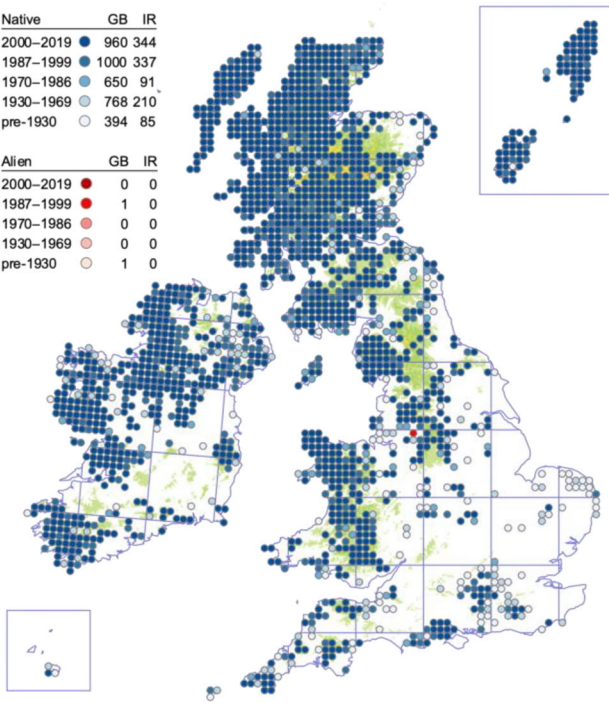 Native GB IR
2000–2019 960 344
1987–1999 1000 337
1970–1986 650 91
1930–1969 768 210
pre-1930 394 85
Alien GB IR
2000–2019 0 0
1987–1999 1 0
1970–1986 0 0
1930–1969 0 0
pre-1930 1 0